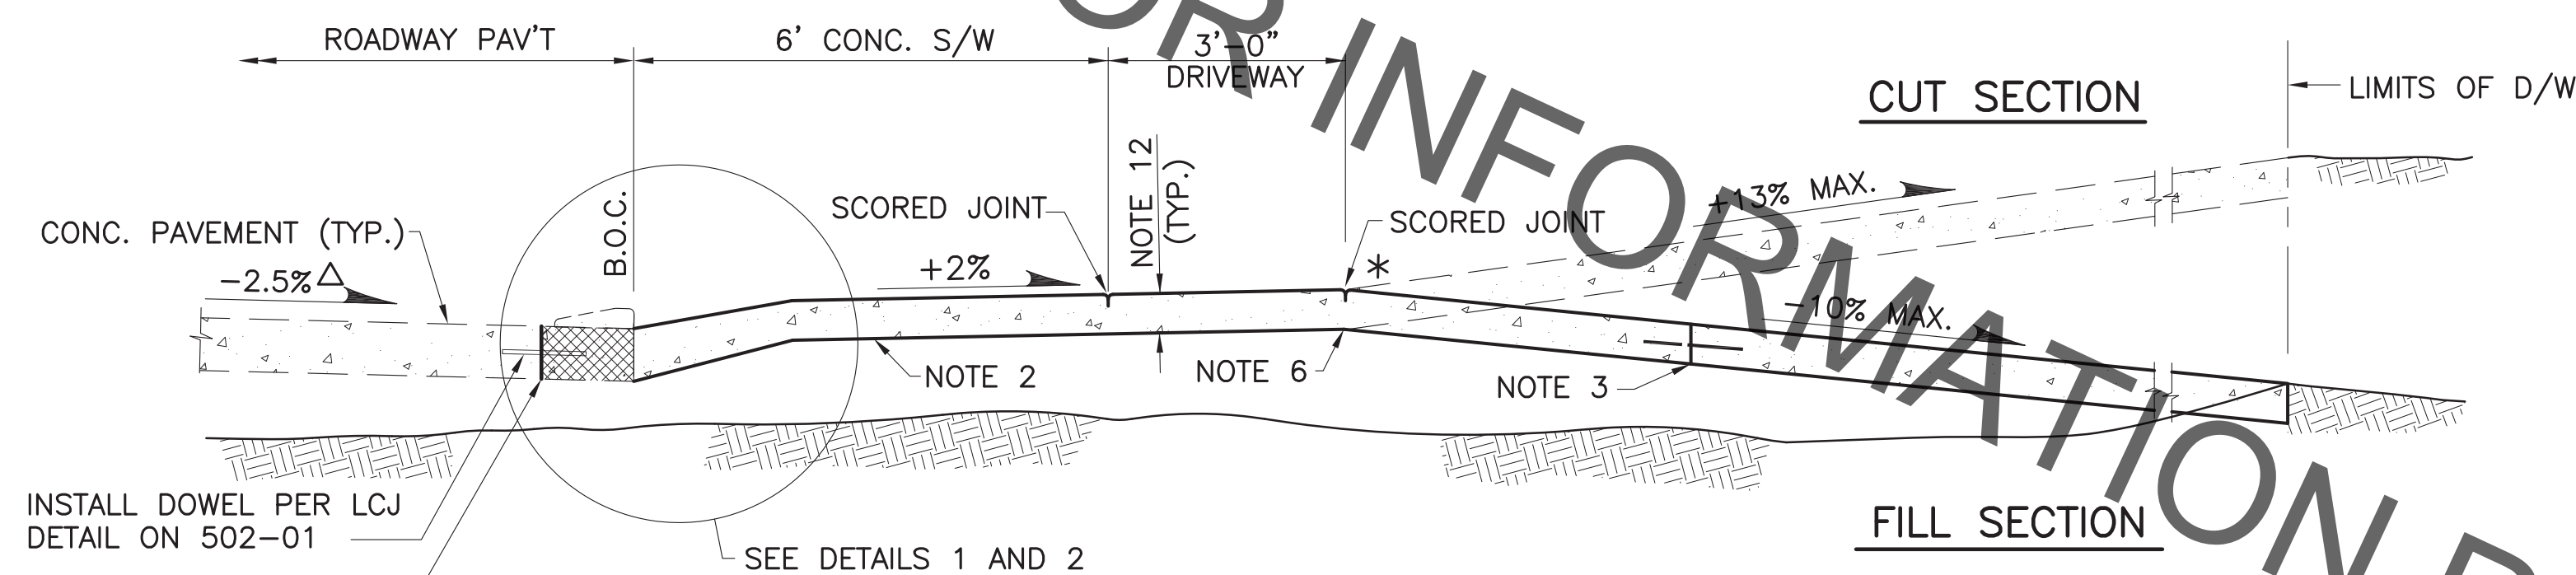 ROADWAY PAV'T
6' CONC. S/W
3'-0"
DRIVEWAY
CUT SECTION
LIMITS OF D/W
CONC. PAVEMENT (TYP.)
-2.5% △
B.O.C.
SCORED JOINT
+2%
NOTE 12
(TYP.)
SCORED JOINT
*
+13% MAX.
-10% MAX.
NOTE 2
NOTE 6
NOTE 3
INSTALL DOWEL PER LCJ
DETAIL ON 502-01
SEE DETAILS 1 AND 2
FILL SECTION
OR INFORMATION